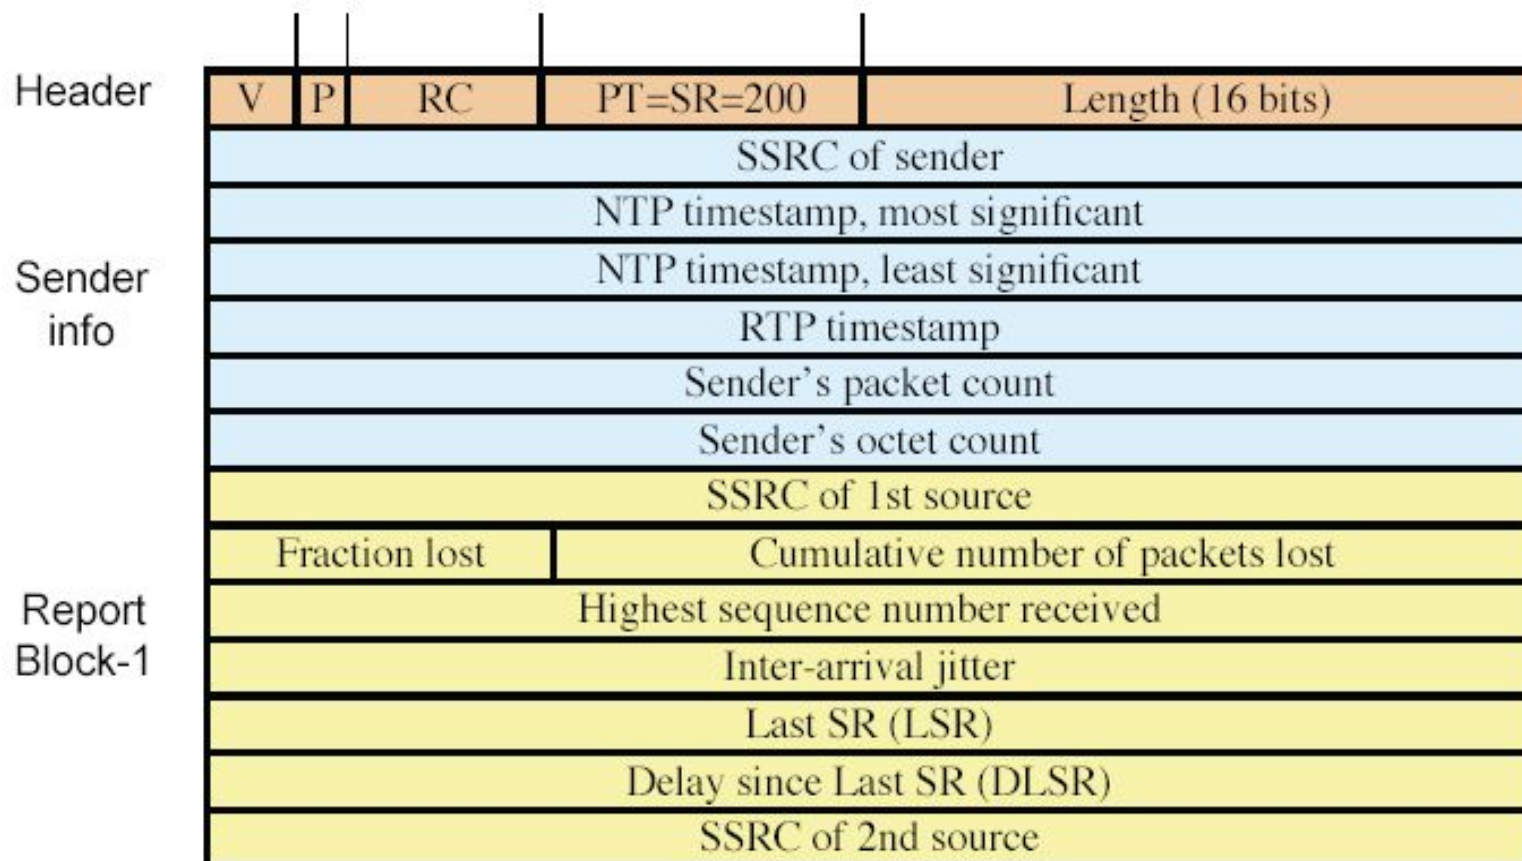 Header
V P RC PT=SR=200 Length (16 bits)
SSRC of sender
NTP timestamp, most significant
Sender
info
NTP timestamp, least significant
RTP timestamp
Sender’s packet count
Sender’s octet count
SSRC of 1st source
Fraction lost Cumulative number of packets lost
Report
Block-1
Highest sequence number received
Inter-arrival jitter
Last SR (LSR)
Delay since Last SR (DLSR)
SSRC of 2nd source